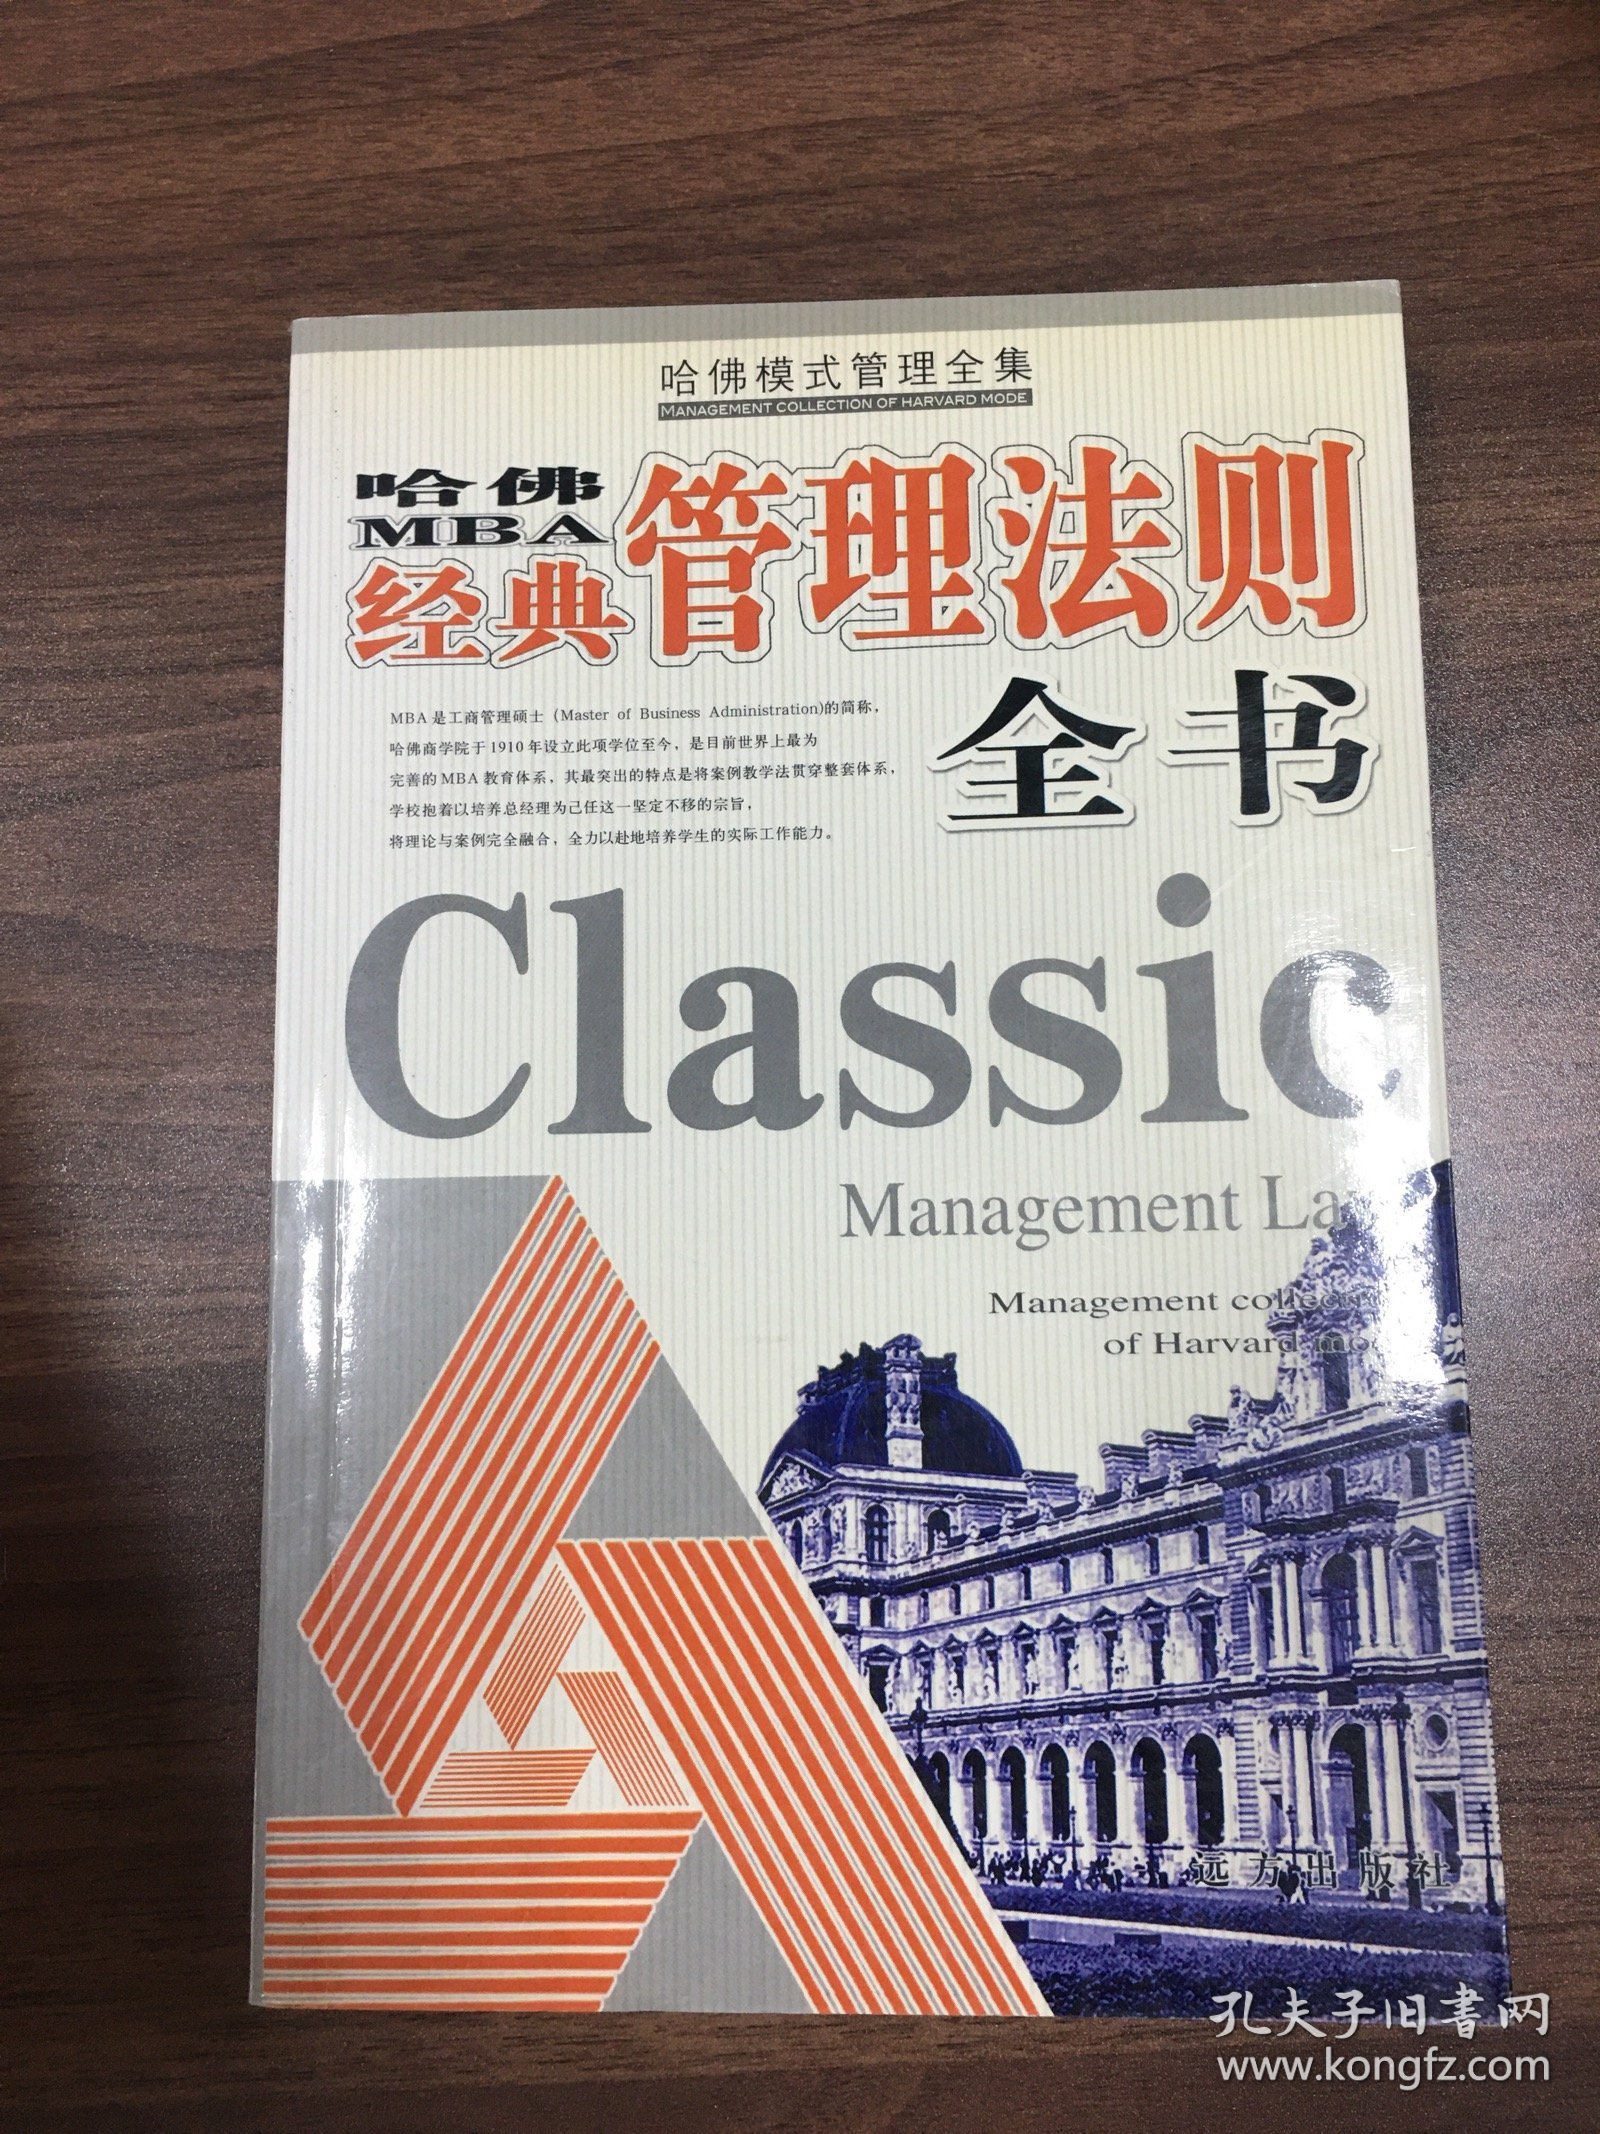 哈佛模式管理全集
MANAGEMENT COLLECTION OF HARVARD MODE
哈佛
MBA
经典管理法则
全书
MBA是工商管理硕士（Master of Business Administration)的简称，
哈佛商学院于1910年设立此项学位至今，是目前世界上最为
完善的MBA教育体系，其最突出的特点是将案例教学法贯穿整套体系，
学校抱着以培养总经理为己任这一坚定不移的宗旨，
将理论与案例完全融合，全力以赴地培养学生的实际工作能力。
Classic
Management
Management
of Harvard
远方出版社
孔夫子旧書网
www.kongfz.com